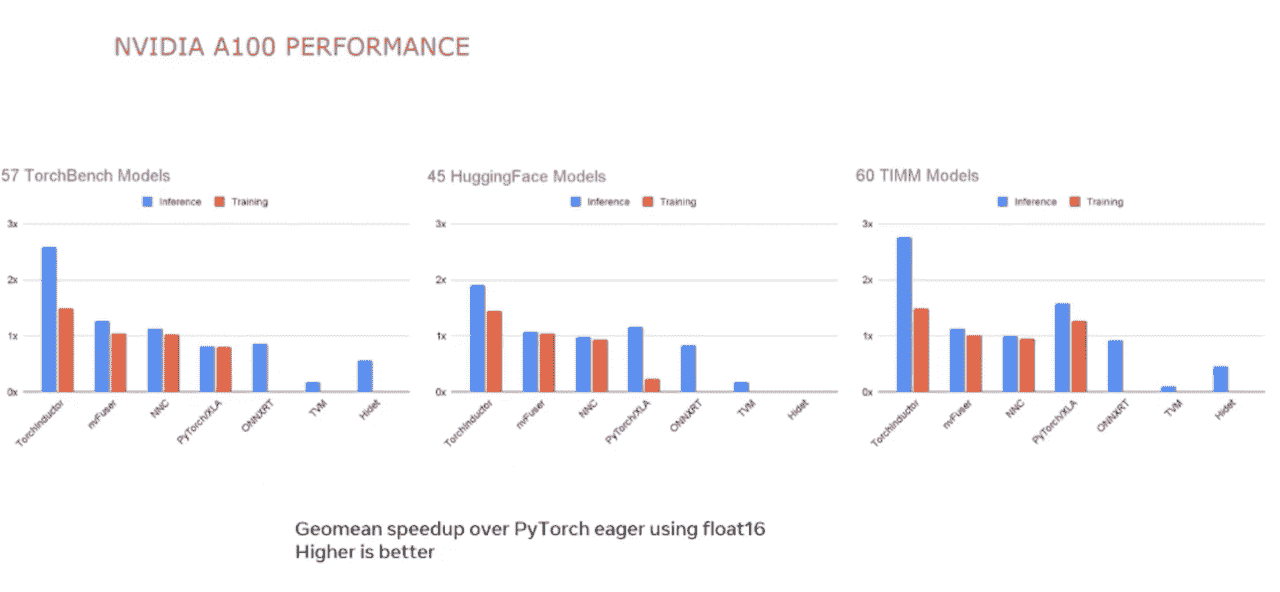 NVIDIA A100 PERFORMANCE
57 TorchBench Models
Inference Training
3x
2x
1x
0x
TorchInductor
nvFuser
NNC
PyTorch/XLA
ONNXRT
TVM
Hidet
45 HuggingFace Models
Inference Training
3x
2x
1x
0x
TorchInductor
nvFuser
NNC
PyTorch/XLA
ONNXRT
TVM
Hidet
60 TIMM Models
Inference Training
3x
2x
1x
0x
TorchInductor
nvFuser
NNC
PyTorch/XLA
ONNXRT
TVM
Hidet
Geomean speedup over PyTorch eager using float16
Higher is better